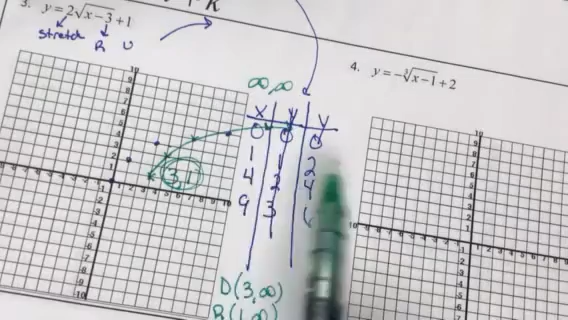 3. y=2√x-3+1
Stretch R U
4. y=-∛x-1+2
∞,∞
X Y Y
0 0 0
1 1 2
4 2 4
9 3
(3,1)
D(3,∞)
R(1,∞)